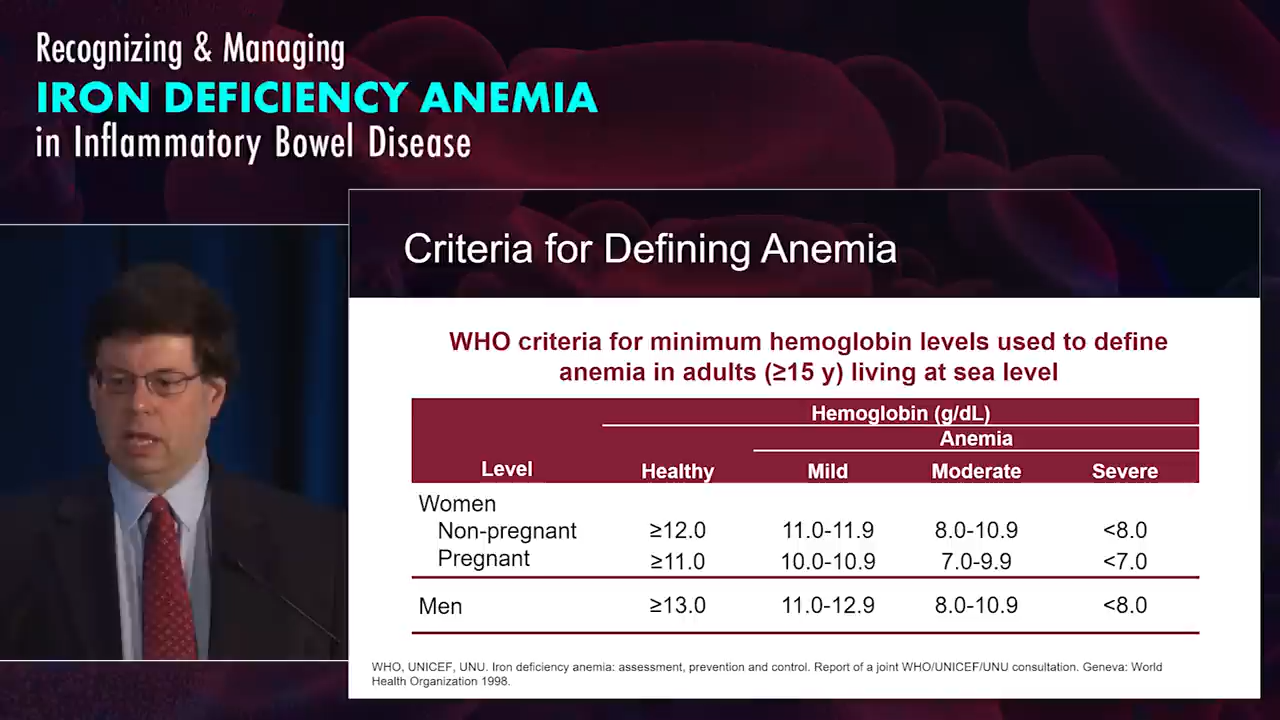 Recognizing & Managing
IRON DEFICIENCY ANEMIA
in Inflammatory Bowel Disease
Criteria for Defining Anemia
WHO criteria for minimum hemoglobin levels used to define
anemia in adults (≥15 y) living at sea level
Hemoglobin (g/dL)
Anemia
Level Healthy Mild Moderate Severe
Women
Non-pregnant ≥12.0 11.0-11.9 8.0-10.9 <8.0
Pregnant ≥11.0 10.0-10.9 7.0-9.9 <7.0
Men ≥13.0 11.0-12.9 8.0-10.9 <8.0
WHO, UNICEF, UNU. Iron deficiency anemia: assessment, prevention and control. Report of a joint WHO/UNICEF/UNU consultation. Geneva: World
Health Organization 1998.